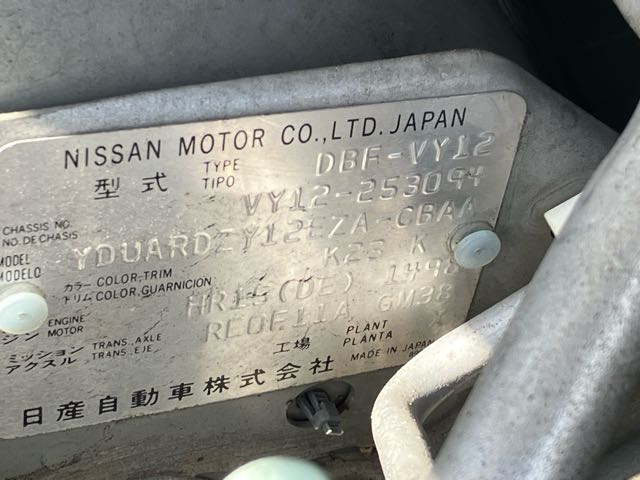 NISSAN MOTOR CO.,LTD.JAPAN
型式 TYPE TIPO DBF-VY12
CHASSIS NO. NO.DE CHASIS VY12-253094
MODEL MODELO YDUARDZY12EZA-CBAA
カラー COLOR,TRIM K23 K
トリム COLOR,GUARNICION
ENGINE MOTOR HR15(DE) 1498
ミッション TRANS.,AXLE RE0F11A GM38
アクスル TRANS.,EJE
工場 PLANT PLANTA
MADE IN JAPAN
日産自動車株式会社